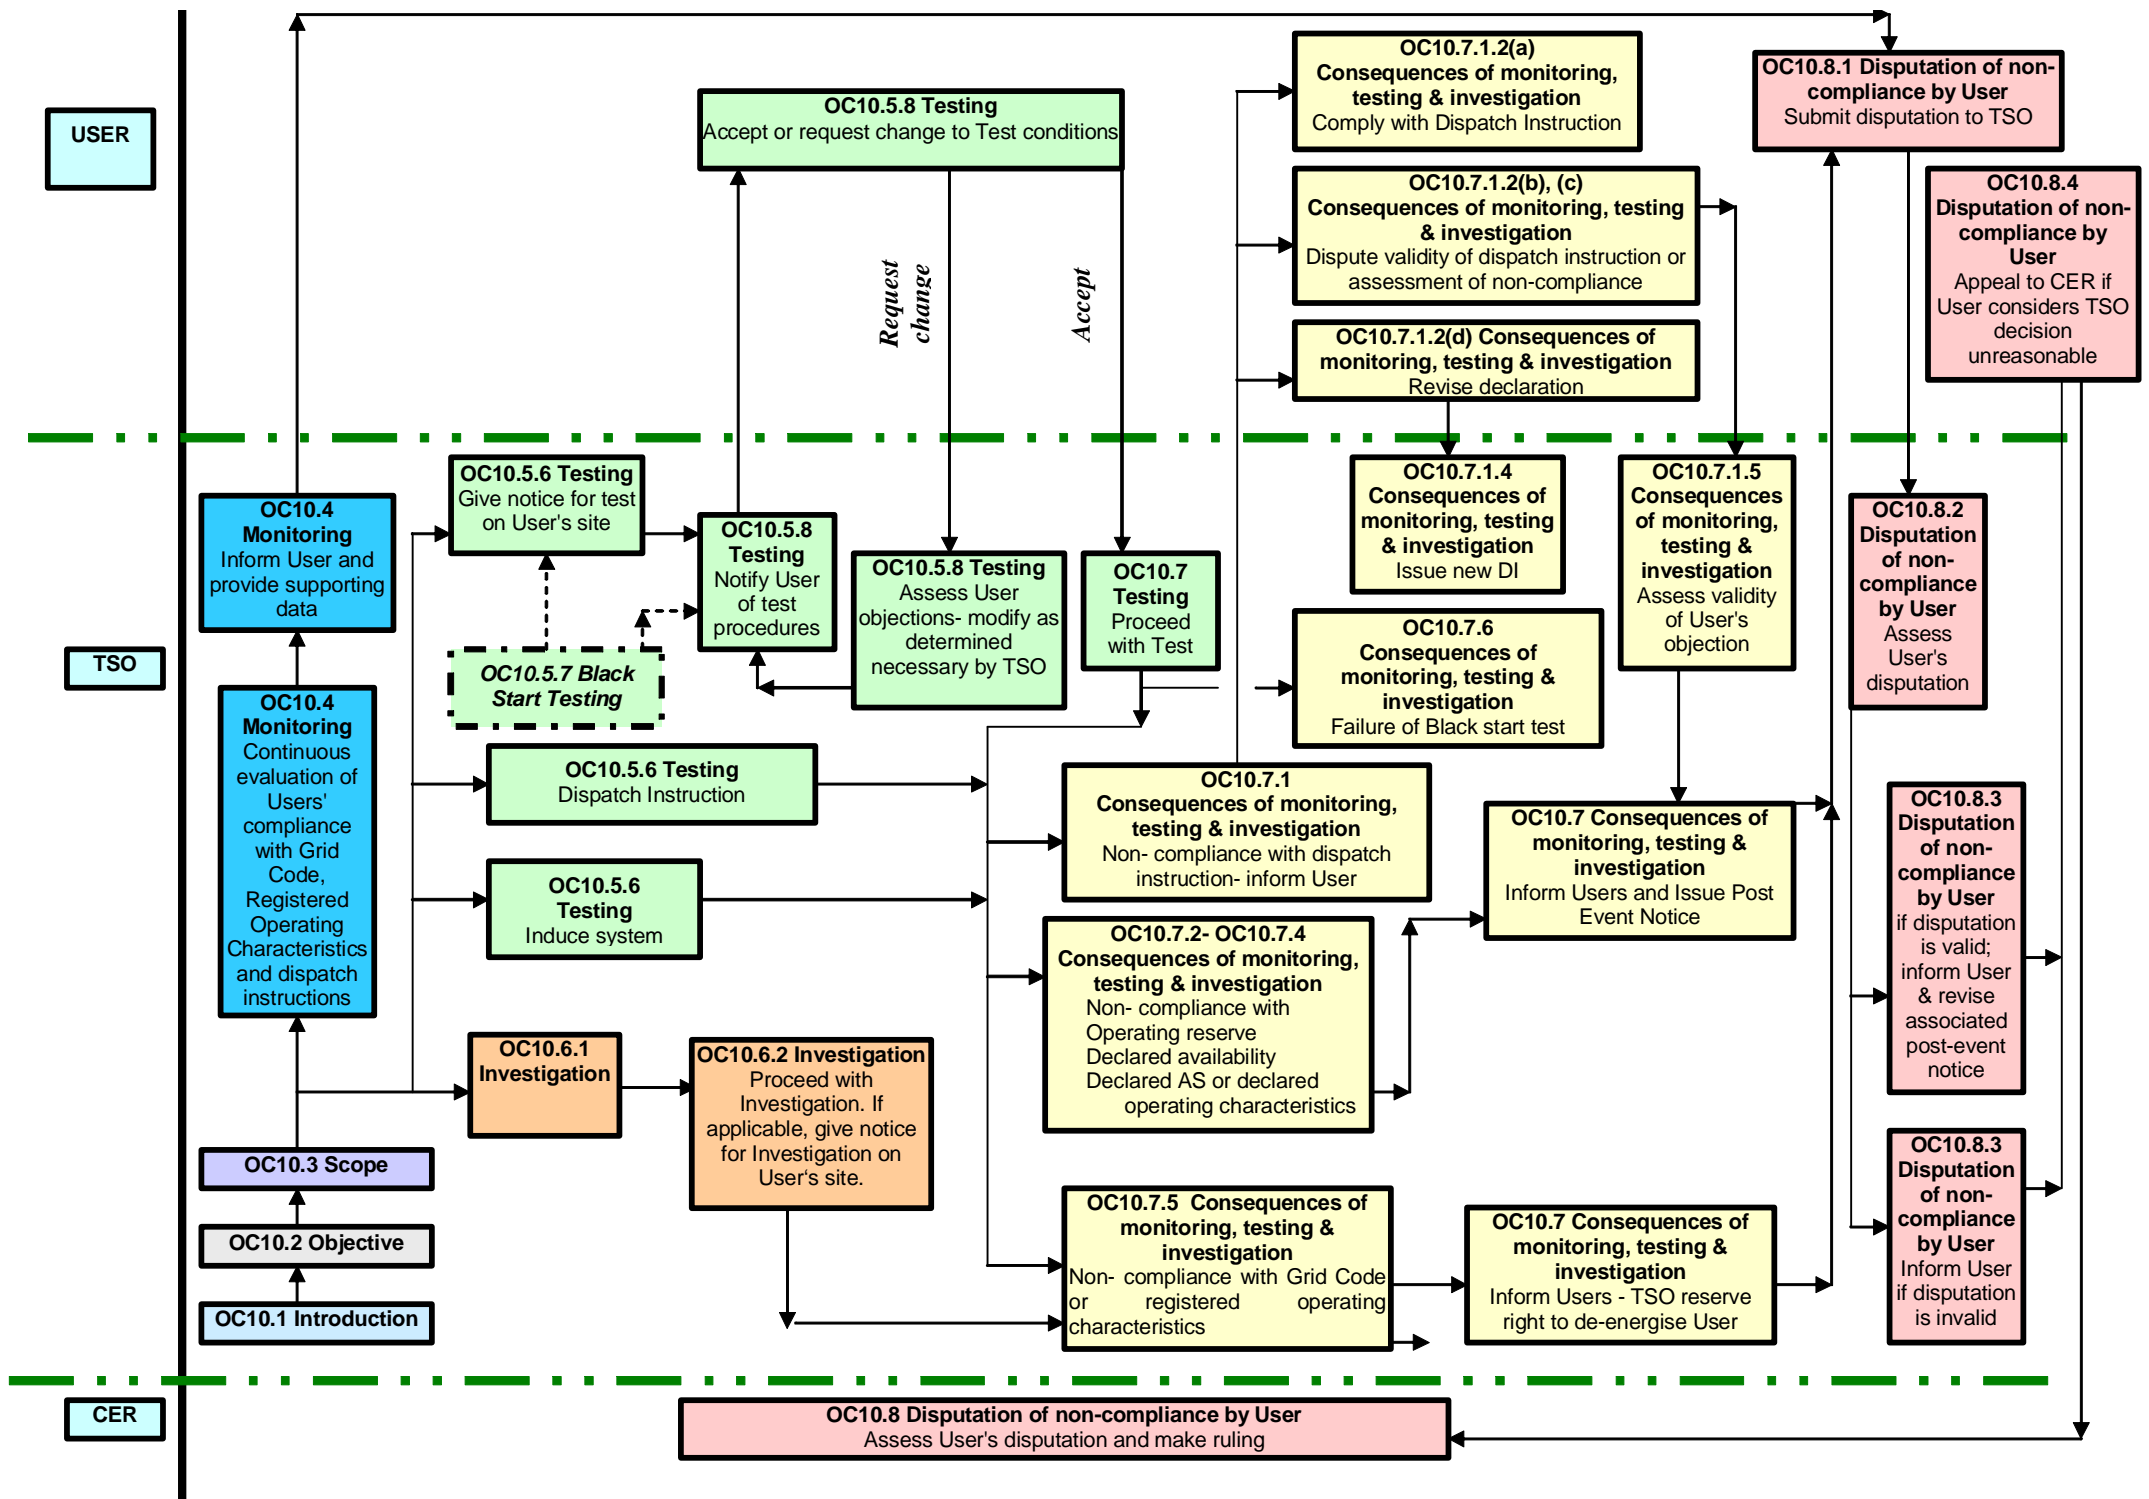 USER
OC10.5.8 Testing
Accept or request change to Test conditions
OC10.7.1.2(a)
Consequences of monitoring,
testing & investigation
Comply with Dispatch Instruction
OC10.8.1 Disputation of non-
compliance by User
Submit disputation to TSO
OC10.7.1.2(b), (c)
Consequences of monitoring, testing
& investigation
Dispute validity of dispatch instruction or
assessment of non-compliance
OC10.8.4
Disputation of non-
compliance by
User
Appeal to CER if
User considers TSO
decision
unreasonable
Request
change
Accept
OC10.7.1.2(d) Consequences of
monitoring, testing & investigation
Revise declaration
TSO
OC10.4
Monitoring
Inform User and
provide supporting
data
OC10.5.6 Testing
Give notice for test
on User's site
OC10.5.8
Testing
Notify User
of test
procedures
OC10.5.8 Testing
Assess User
objections- modify as
determined
necessary by TSO
OC10.7
Testing
Proceed
with Test
OC10.7.1.4
Consequences of
monitoring, testing
& investigation
Issue new DI
OC10.7.1.5
Consequences
of monitoring,
testing &
investigation
Assess validity
of User's
objection
OC10.8.2
Disputation
of non-
compliance
by User
Assess
User's
disputation
OC10.5.7 Black
Start Testing
OC10.7.6
Consequences of
monitoring, testing &
investigation
Failure of Black start test
OC10.4
Monitoring
Continuous
evaluation of
Users'
compliance
with Grid
Code,
Registered
Operating
Characteristics
and dispatch
instructions
OC10.5.6 Testing
Dispatch Instruction
OC10.5.6
Testing
Induce system
OC10.7.1
Consequences of monitoring,
testing & investigation
Non- compliance with dispatch
instruction- inform User
OC10.7 Consequences of
monitoring, testing &
investigation
Inform Users and Issue Post
Event Notice
OC10.8.3
Disputation
of non-
compliance
by User
if disputation
is valid;
inform User
& revise
associated
post-event
notice
OC10.7.2- OC10.7.4
Consequences of monitoring,
testing & investigation
Non- compliance with
Operating reserve
Declared availability
Declared AS or declared
operating characteristics
OC10.6.1
Investigation
OC10.6.2 Investigation
Proceed with
Investigation. If
applicable, give notice
for Investigation on
User's site.
OC10.3 Scope
OC10.2 Objective
OC10.1 Introduction
OC10.7.5 Consequences of
monitoring, testing &
investigation
Non- compliance with Grid Code
or registered operating
characteristics
OC10.7 Consequences of
monitoring, testing &
investigation
Inform Users - TSO reserve
right to de-energise User
OC10.8.3
Disputation
of non-
compliance
by User
Inform User
if disputation
is invalid
CER
OC10.8 Disputation of non-compliance by User
Assess User's disputation and make ruling